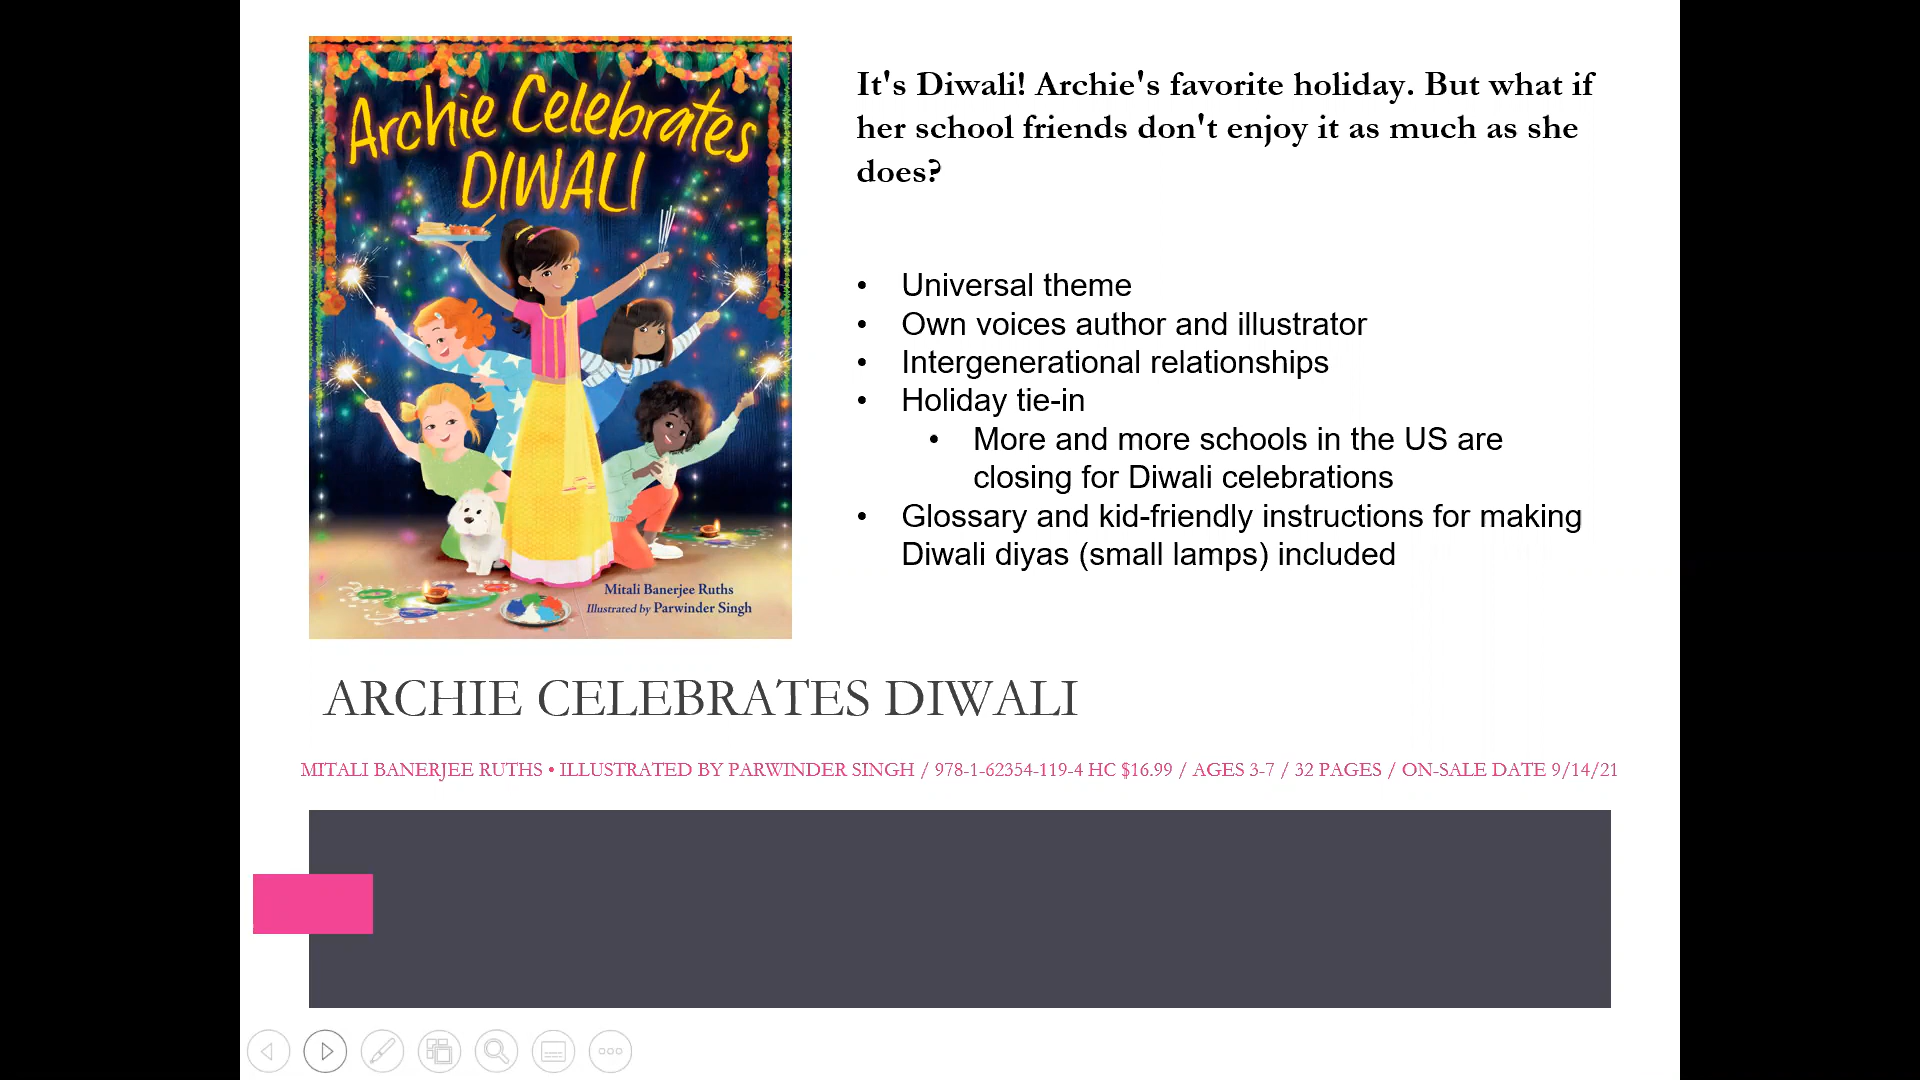 Archie Celebrates
DIWALI
Mitali Banerjee Ruths
Illustrated by Parwinder Singh
It's Diwali! Archie's favorite holiday. But what if
her school friends don't enjoy it as much as she
does?
• Universal theme
• Own voices author and illustrator
• Intergenerational relationships
• Holiday tie-in
• More and more schools in the US are
closing for Diwali celebrations
• Glossary and kid-friendly instructions for making
Diwali diyas (small lamps) included
ARCHIE CELEBRATES DIWALI
MITALI BANERJEE RUTHS • ILLUSTRATED BY PARWINDER SINGH / 978-1-62354-119-4 HC $16.99 / AGES 3-7 / 32 PAGES / ON-SALE DATE 9/14/21